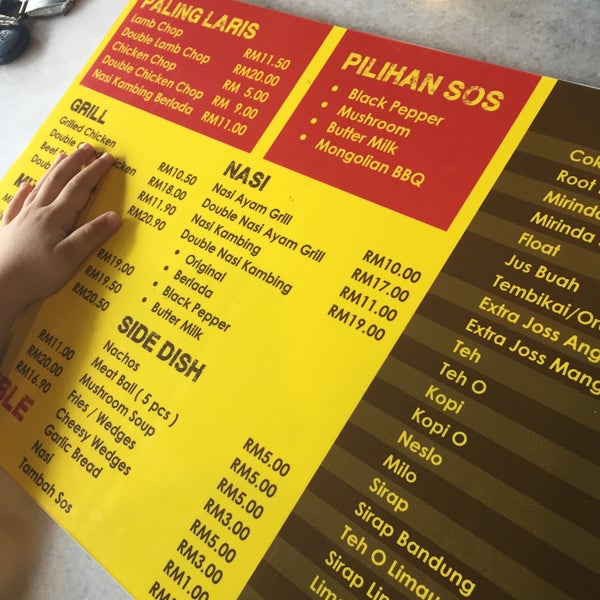 PALING LARIS
Lamb Chop RM11.50
Double Lamb Chop RM20.00
Chicken Chop RM 5.00
Double Chicken Chop RM 9.00
Nasi Kambing Berlada RM11.00
PILIHAN SOS
• Black Pepper
• Mushroom
• Butter Milk
• Mongolian BBQ
GRILL
Grilled Chicken RM10.50
Double Chicken RM18.00
Beef RM11.90
Double RM20.90
RM19.00
RM19.50
RM20.50
RM11.00
RM20.00
RM16.90
NASI
Nasi Ayam Grill RM10.00
Double Nasi Ayam Grill RM17.00
Nasi Kambing RM11.00
Double Nasi Kambing RM19.00
• Original
• Berlada
• Black Pepper
• Butter Milk
SIDE DISH
Nachos RM5.00
Meat Ball ( 5 pcs ) RM5.00
Mushroom Soup RM5.00
Fries / Wedges RM3.00
Cheesy Wedges RM5.00
Garlic Bread RM3.00
Nasi RM1.00
Tambah Sos
Root
Mirinda
Mirinda
Float
Jus Buah
Tembikai/
Extra Joss
Extra Joss
Teh
Teh O
Kopi
Kopi O
Neslo
Milo
Sirap
Sirap Bandung
Teh O
Sirap